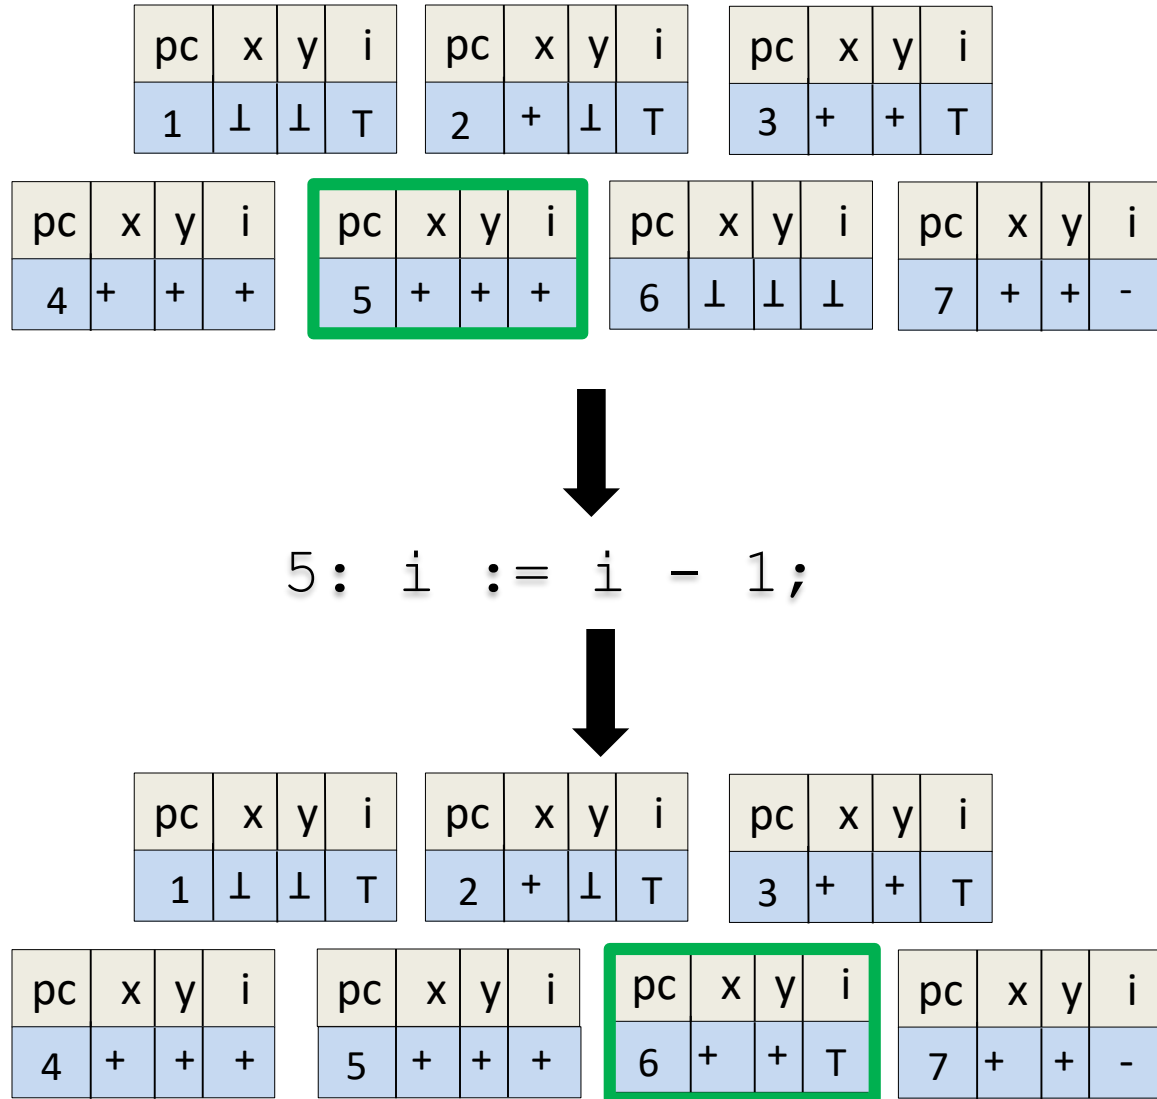 pc x y i pc x y i pc x y i
1 ⊥ ⊥ T 2 + ⊥ T 3 + + T
pc x y i pc x y i pc x y i pc x y i
4 + + + 5 + + + 6 ⊥ ⊥ ⊥ 7 + + -
5: i := i - 1;
pc x y i pc x y i pc x y i
1 ⊥ ⊥ T 2 + ⊥ T 3 + + T
pc x y i pc x y i pc x y i pc x y i
4 + + + 5 + + + 6 + + T 7 + + -